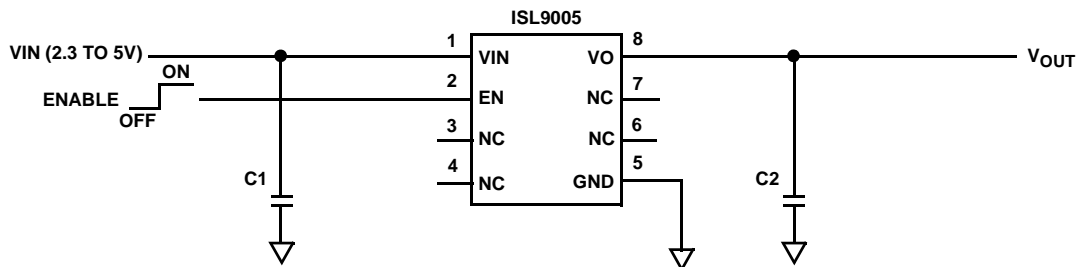 ISL9005
VIN (2.3 TO 5V)
1
VIN
VO
8
VOUT
ON
ENABLE
OFF
2
EN
NC
7
3
NC
NC
6
4
NC
GND
5
C1
C2